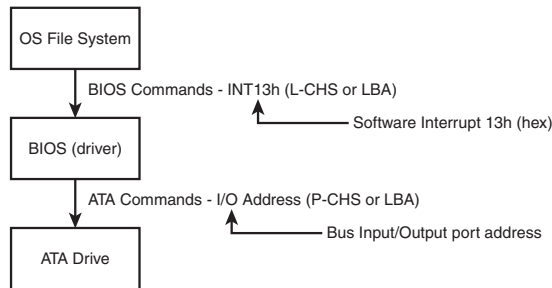 OS File System
BIOS Commands - INT13h (L-CHS or LBA)
Software Interrupt 13h (hex)
BIOS (driver)
ATA Commands - I/O Address (P-CHS or LBA)
Bus Input/Output port address
ATA Drive